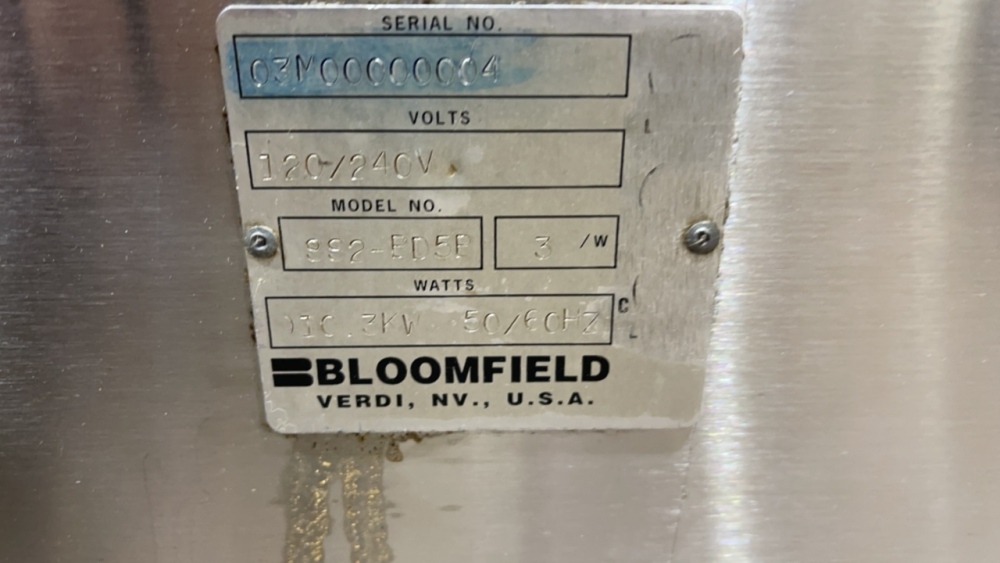 SERIAL NO.
03M00000004
VOLTS
120/240V
MODEL NO.
3 /W
WATTS
50/60HZ
C
L
BLOOMFIELD
VERDI, NV., U.S.A.